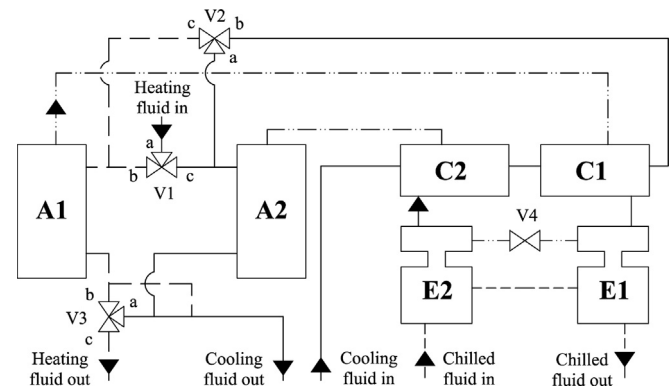 V2
c
b
a
Heating
fluid in
a
b
c
V1
A1
A2
C2
C1
V4
E2
E1
b
a
V3
c
Heating
fluid out
Cooling
fluid out
Cooling
fluid in
Chilled
fluid in
Chilled
fluid out